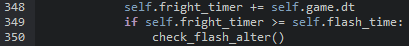 348 self.fright_timer += self.game.dt
349 if self.fright_timer >= self.flash_time:
350 check_flash_alter()